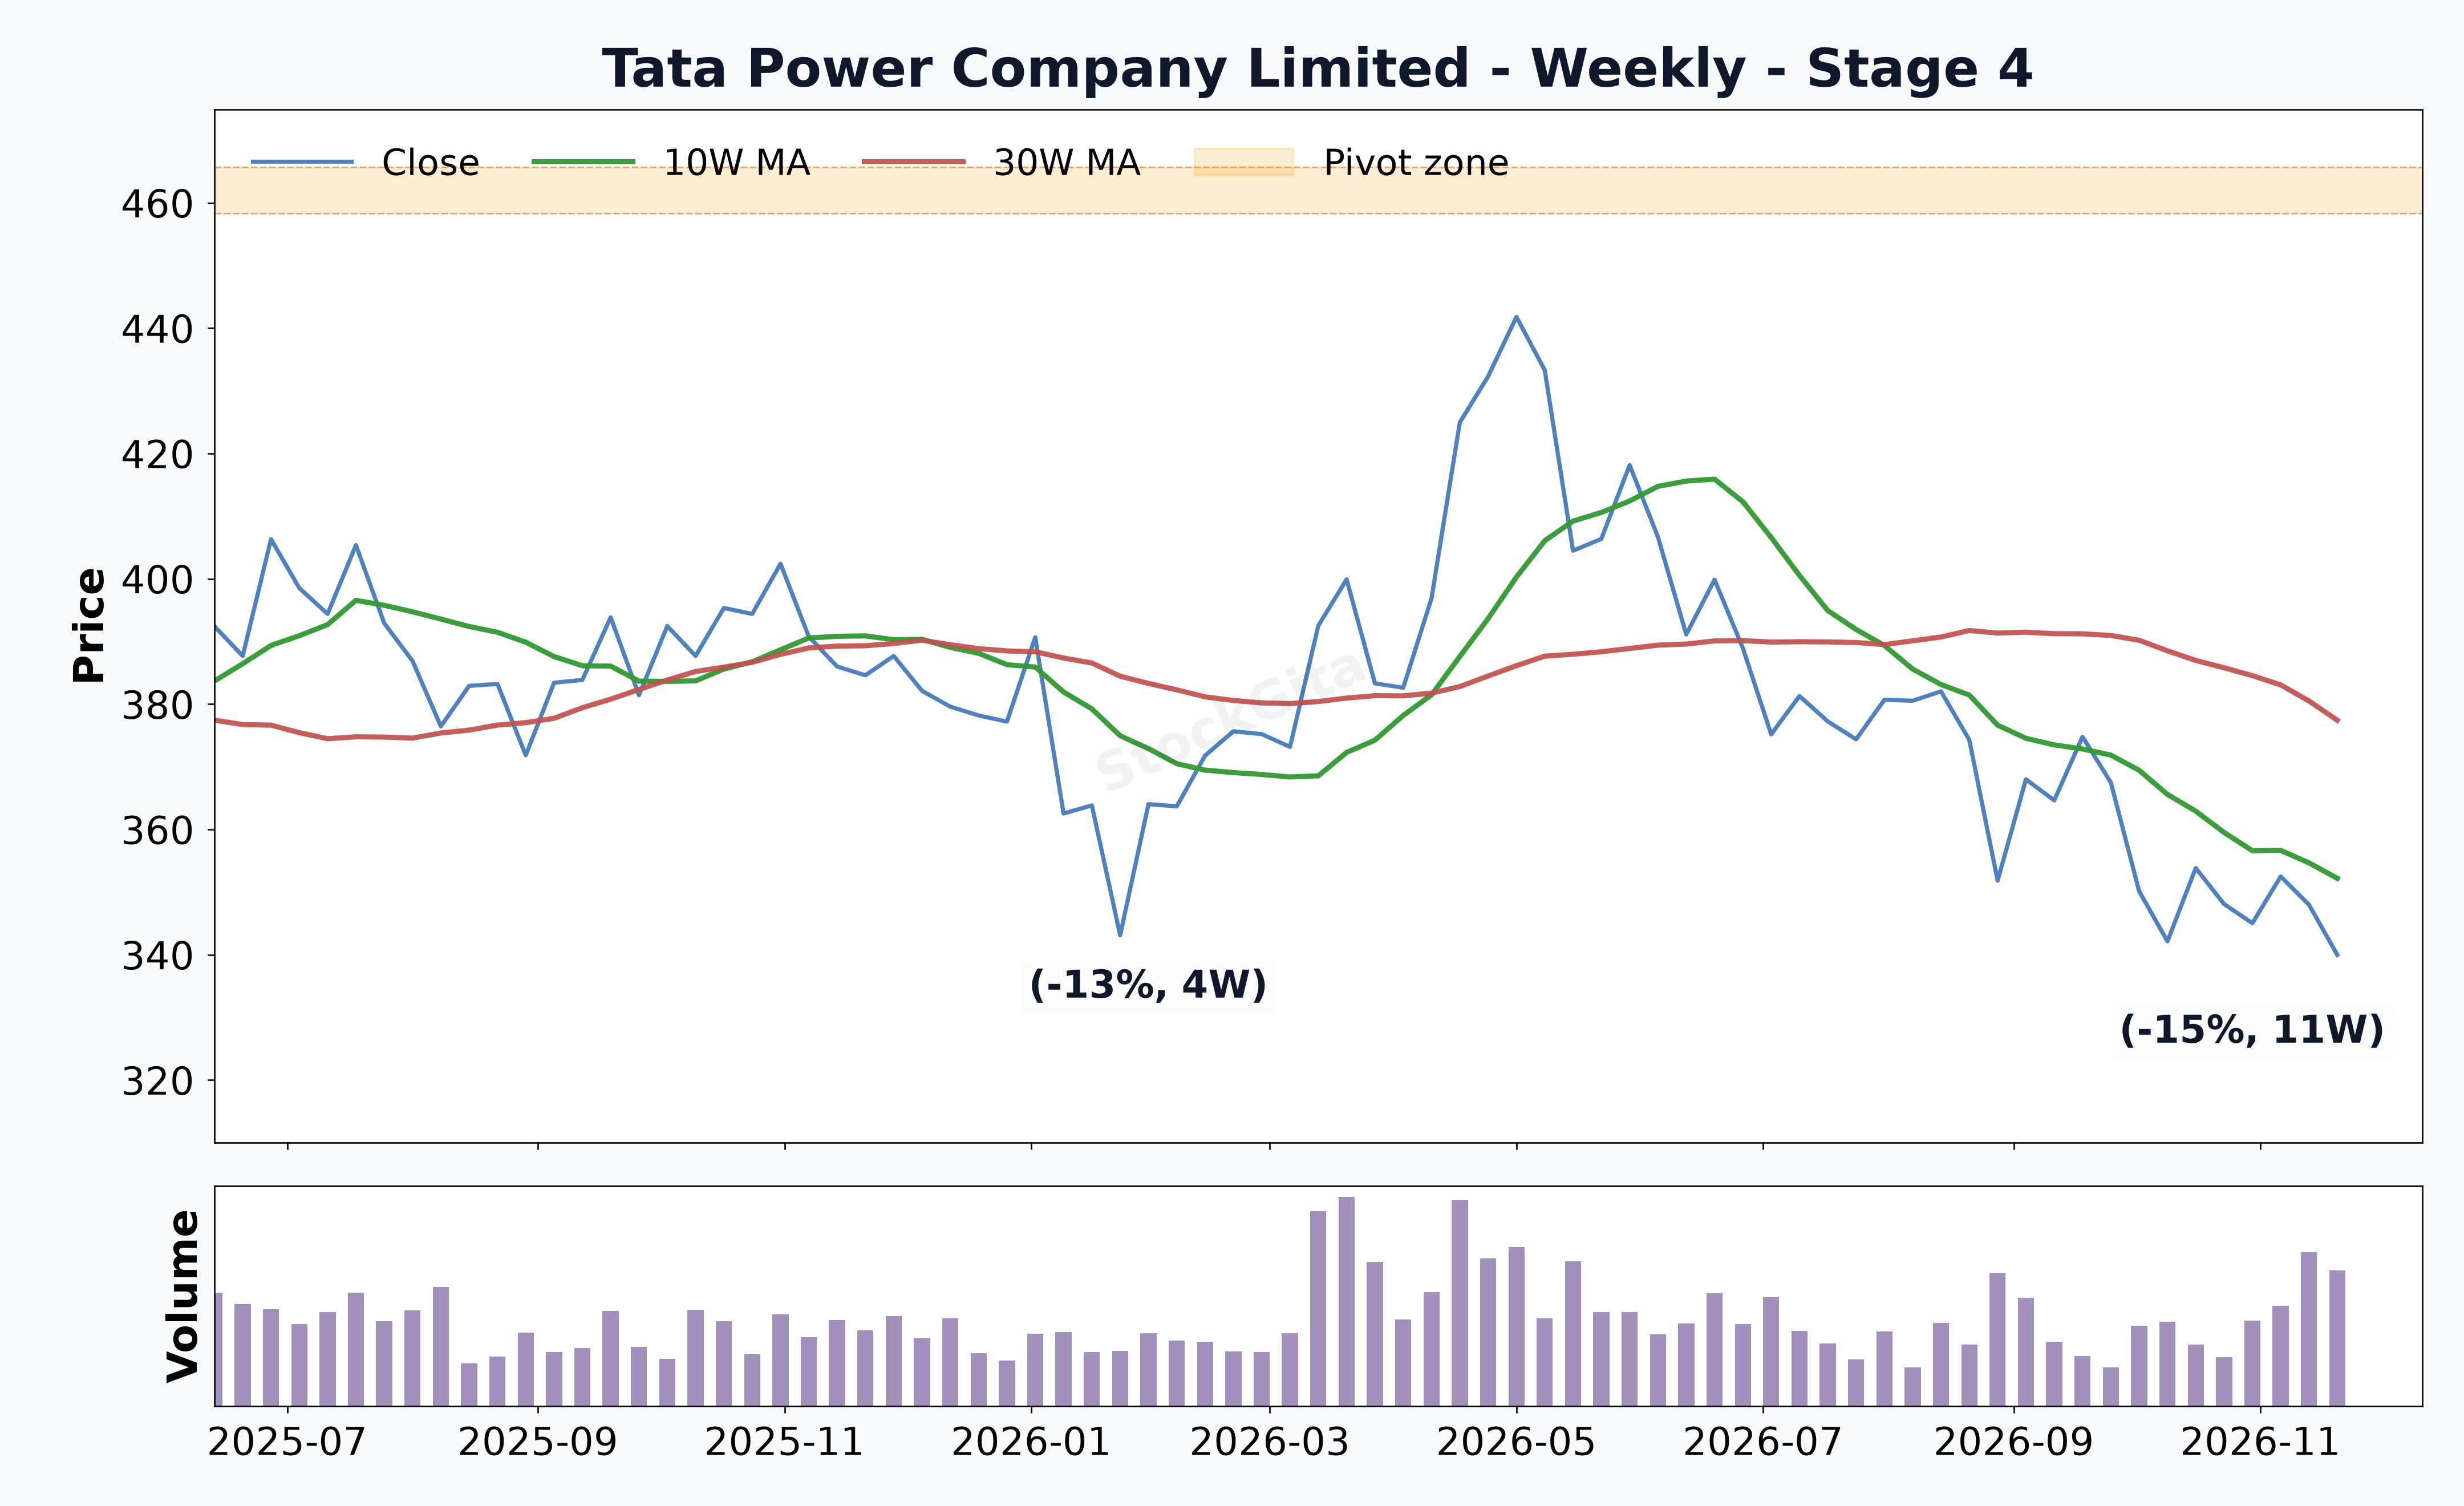 Tata Power Company Limited - Weekly - Stage 4
Close 10W MA 30W MA Pivot zone
460
440
420
400
380
360
340
320
Price
StockGita
(-13%, 4W)
(-15%, 11W)
Volume
2025-07 2025-09 2025-11 2026-01 2026-03 2026-05 2026-07 2026-09 2026-11